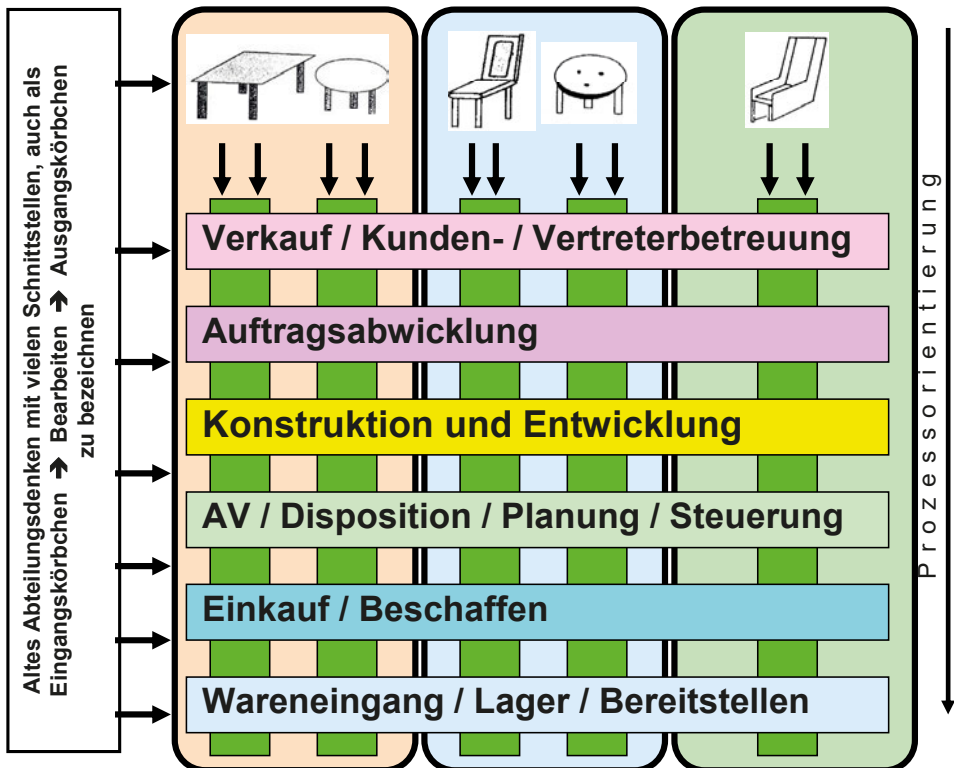 Altes Abteilungsdenken mit vielen Schnittstellen, auch als
Eingangskörbchen ➔ Bearbeiten ➔ Ausgangskörbchen
zu bezeichnen
Verkauf / Kunden- / Vertreterbetreuung
Auftragsabwicklung
Konstruktion und Entwicklung
AV / Disposition / Planung / Steuerung
Einkauf / Beschaffen
Wareneingang / Lager / Bereitstellen
Prozessorientierung